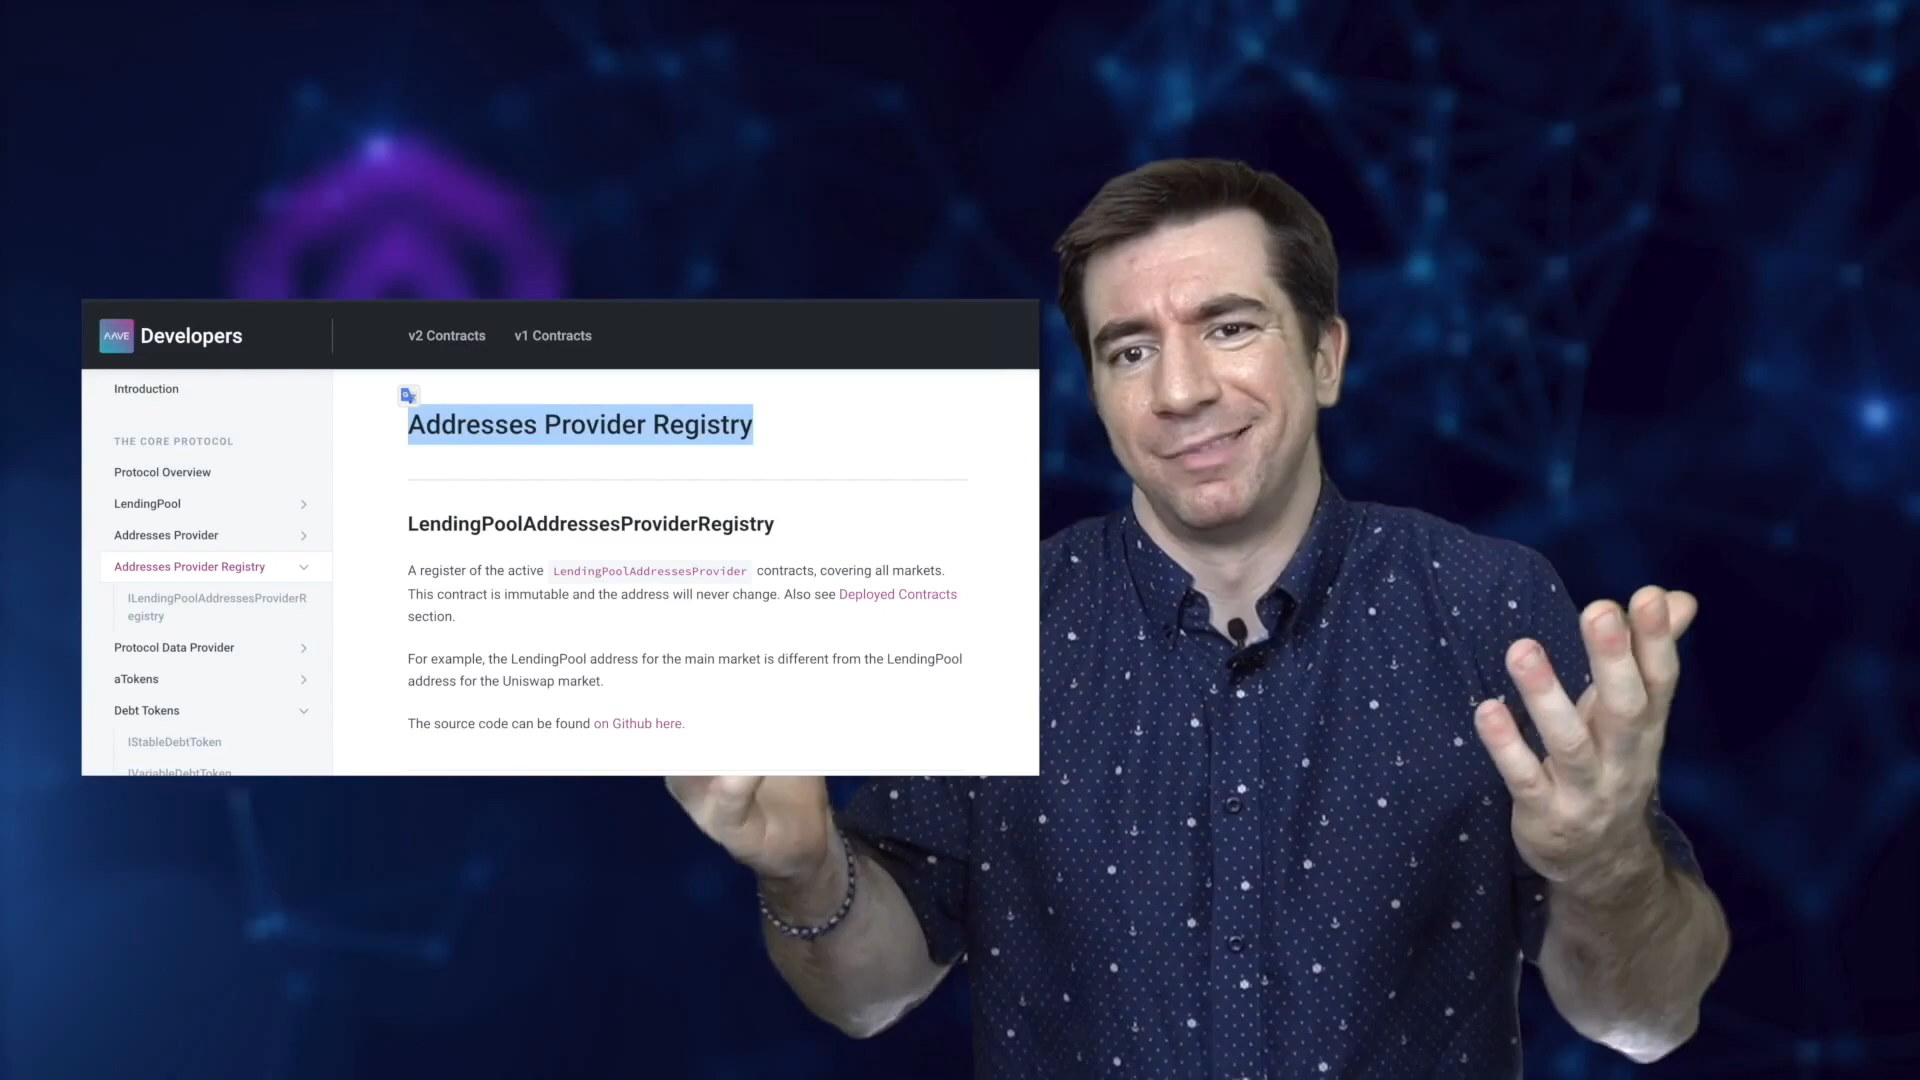 AAVE Developers
v2 Contracts
v1 Contracts
Introduction
THE CORE PROTOCOL
Protocol Overview
LendingPool
Addresses Provider
Addresses Provider Registry
ILendingPoolAddressesProviderR
egistry
Protocol Data Provider
aTokens
Debt Tokens
IStableDebtToken
IVariableDebtToken
Addresses Provider Registry
LendingPoolAddressesProviderRegistry
A register of the active LendingPoolAddressesProvider contracts, covering all markets.
This contract is immutable and the address will never change. Also see Deployed Contracts
section.
For example, the LendingPool address for the main market is different from the LendingPool
address for the Uniswap market.
The source code can be found on Github here.